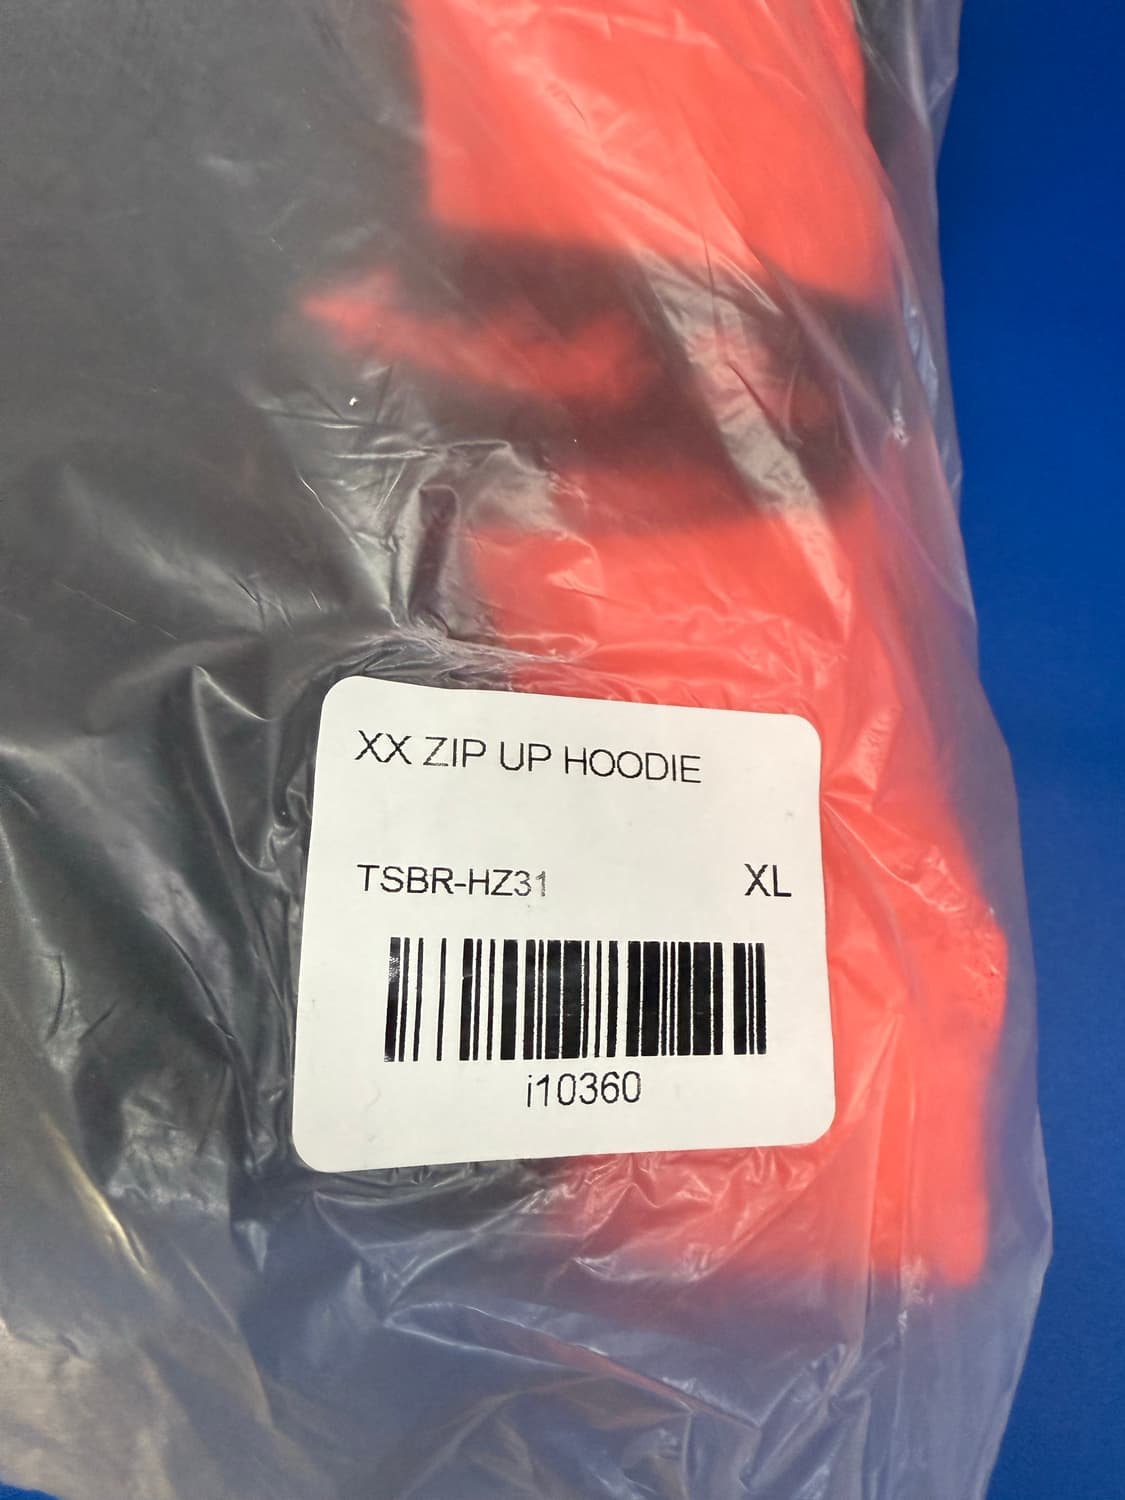 XX ZIP UP HOODIE
TSBR-HZ31 XL
i10360